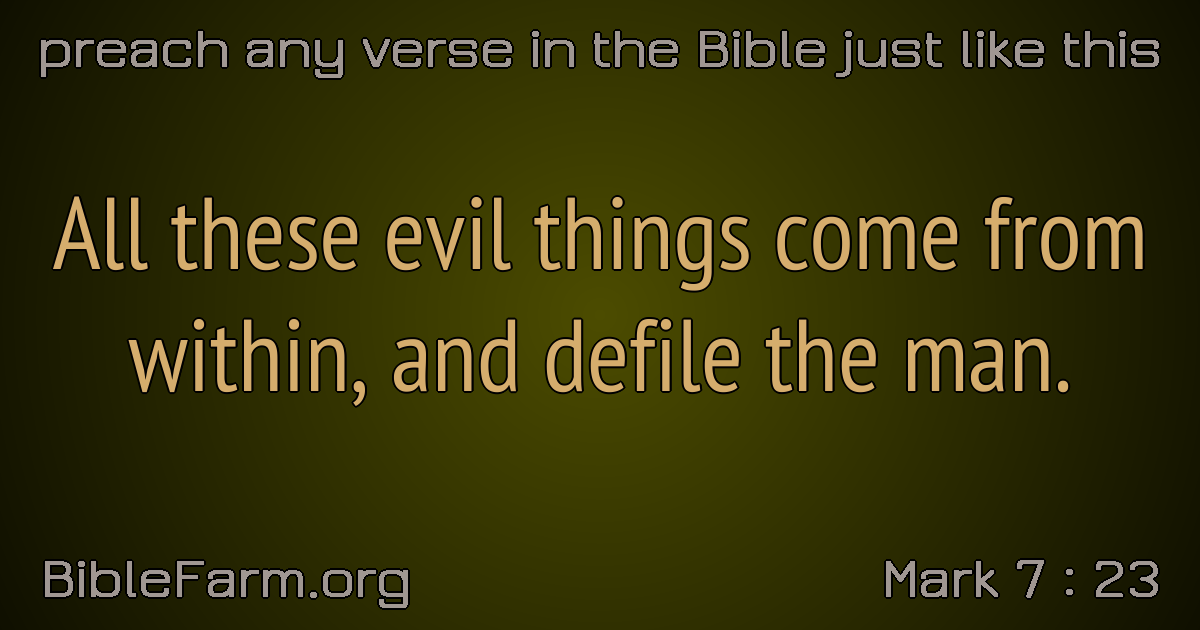 preach any verse in the Bible just like this
All these evil things come from
within, and defile the man.
BibleFarm.org
Mark 7 : 23